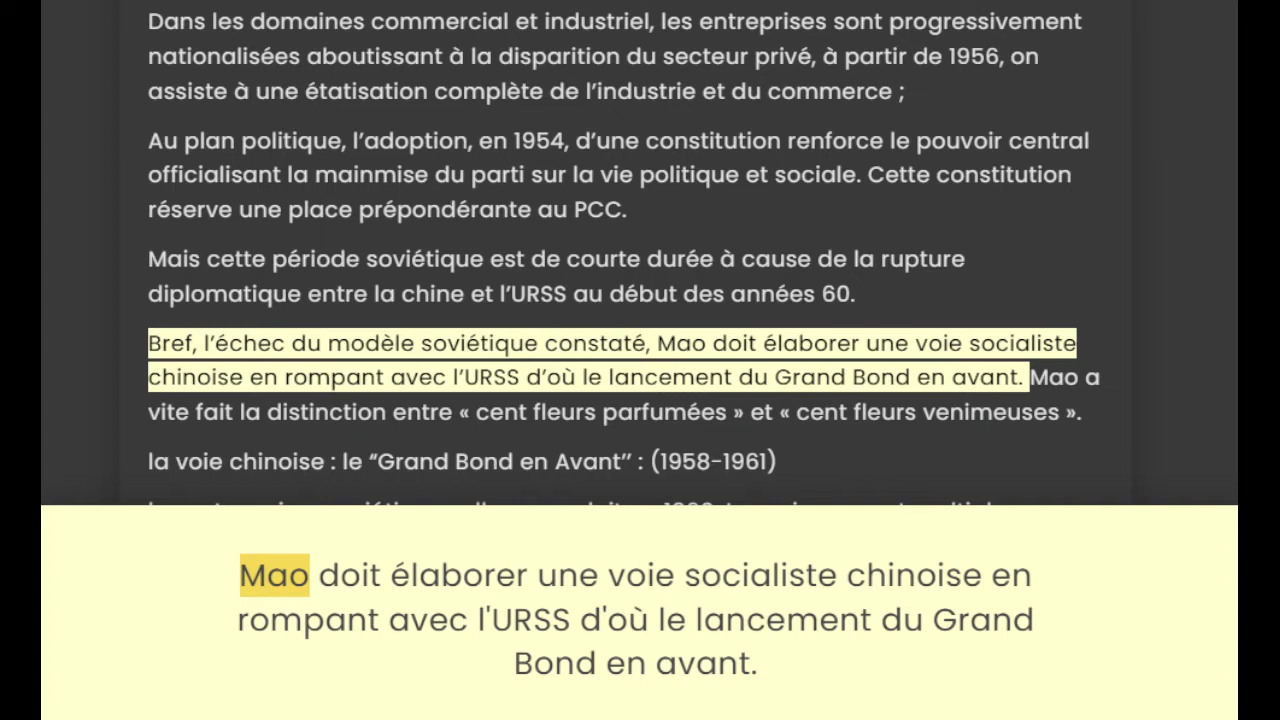 Dans les domaines commercial et industriel, les entreprises sont progressivement
nationalisées aboutissant à la disparition du secteur privé, à partir de 1956, on
assiste à une étatisation complète de l’industrie et du commerce ;
Au plan politique, l’adoption, en 1954, d’une constitution renforce le pouvoir central
officialisant la mainmise du parti sur la vie politique et sociale. Cette constitution
réserve une place prépondérante au PCC.
Mais cette période soviétique est de courte durée à cause de la rupture
diplomatique entre la chine et l’URSS au début des années 60.
Bref, l’échec du modèle soviétique constaté, Mao doit élaborer une voie socialiste
chinoise en rompant avec l’URSS d’où le lancement du Grand Bond en avant. Mao a
vite fait la distinction entre « cent fleurs parfumées » et « cent fleurs venimeuses ».
la voie chinoise : le “Grand Bond en Avant’’ : (1958-1961)
Mao doit élaborer une voie socialiste chinoise en
rompant avec l'URSS d'où le lancement du Grand
Bond en avant.